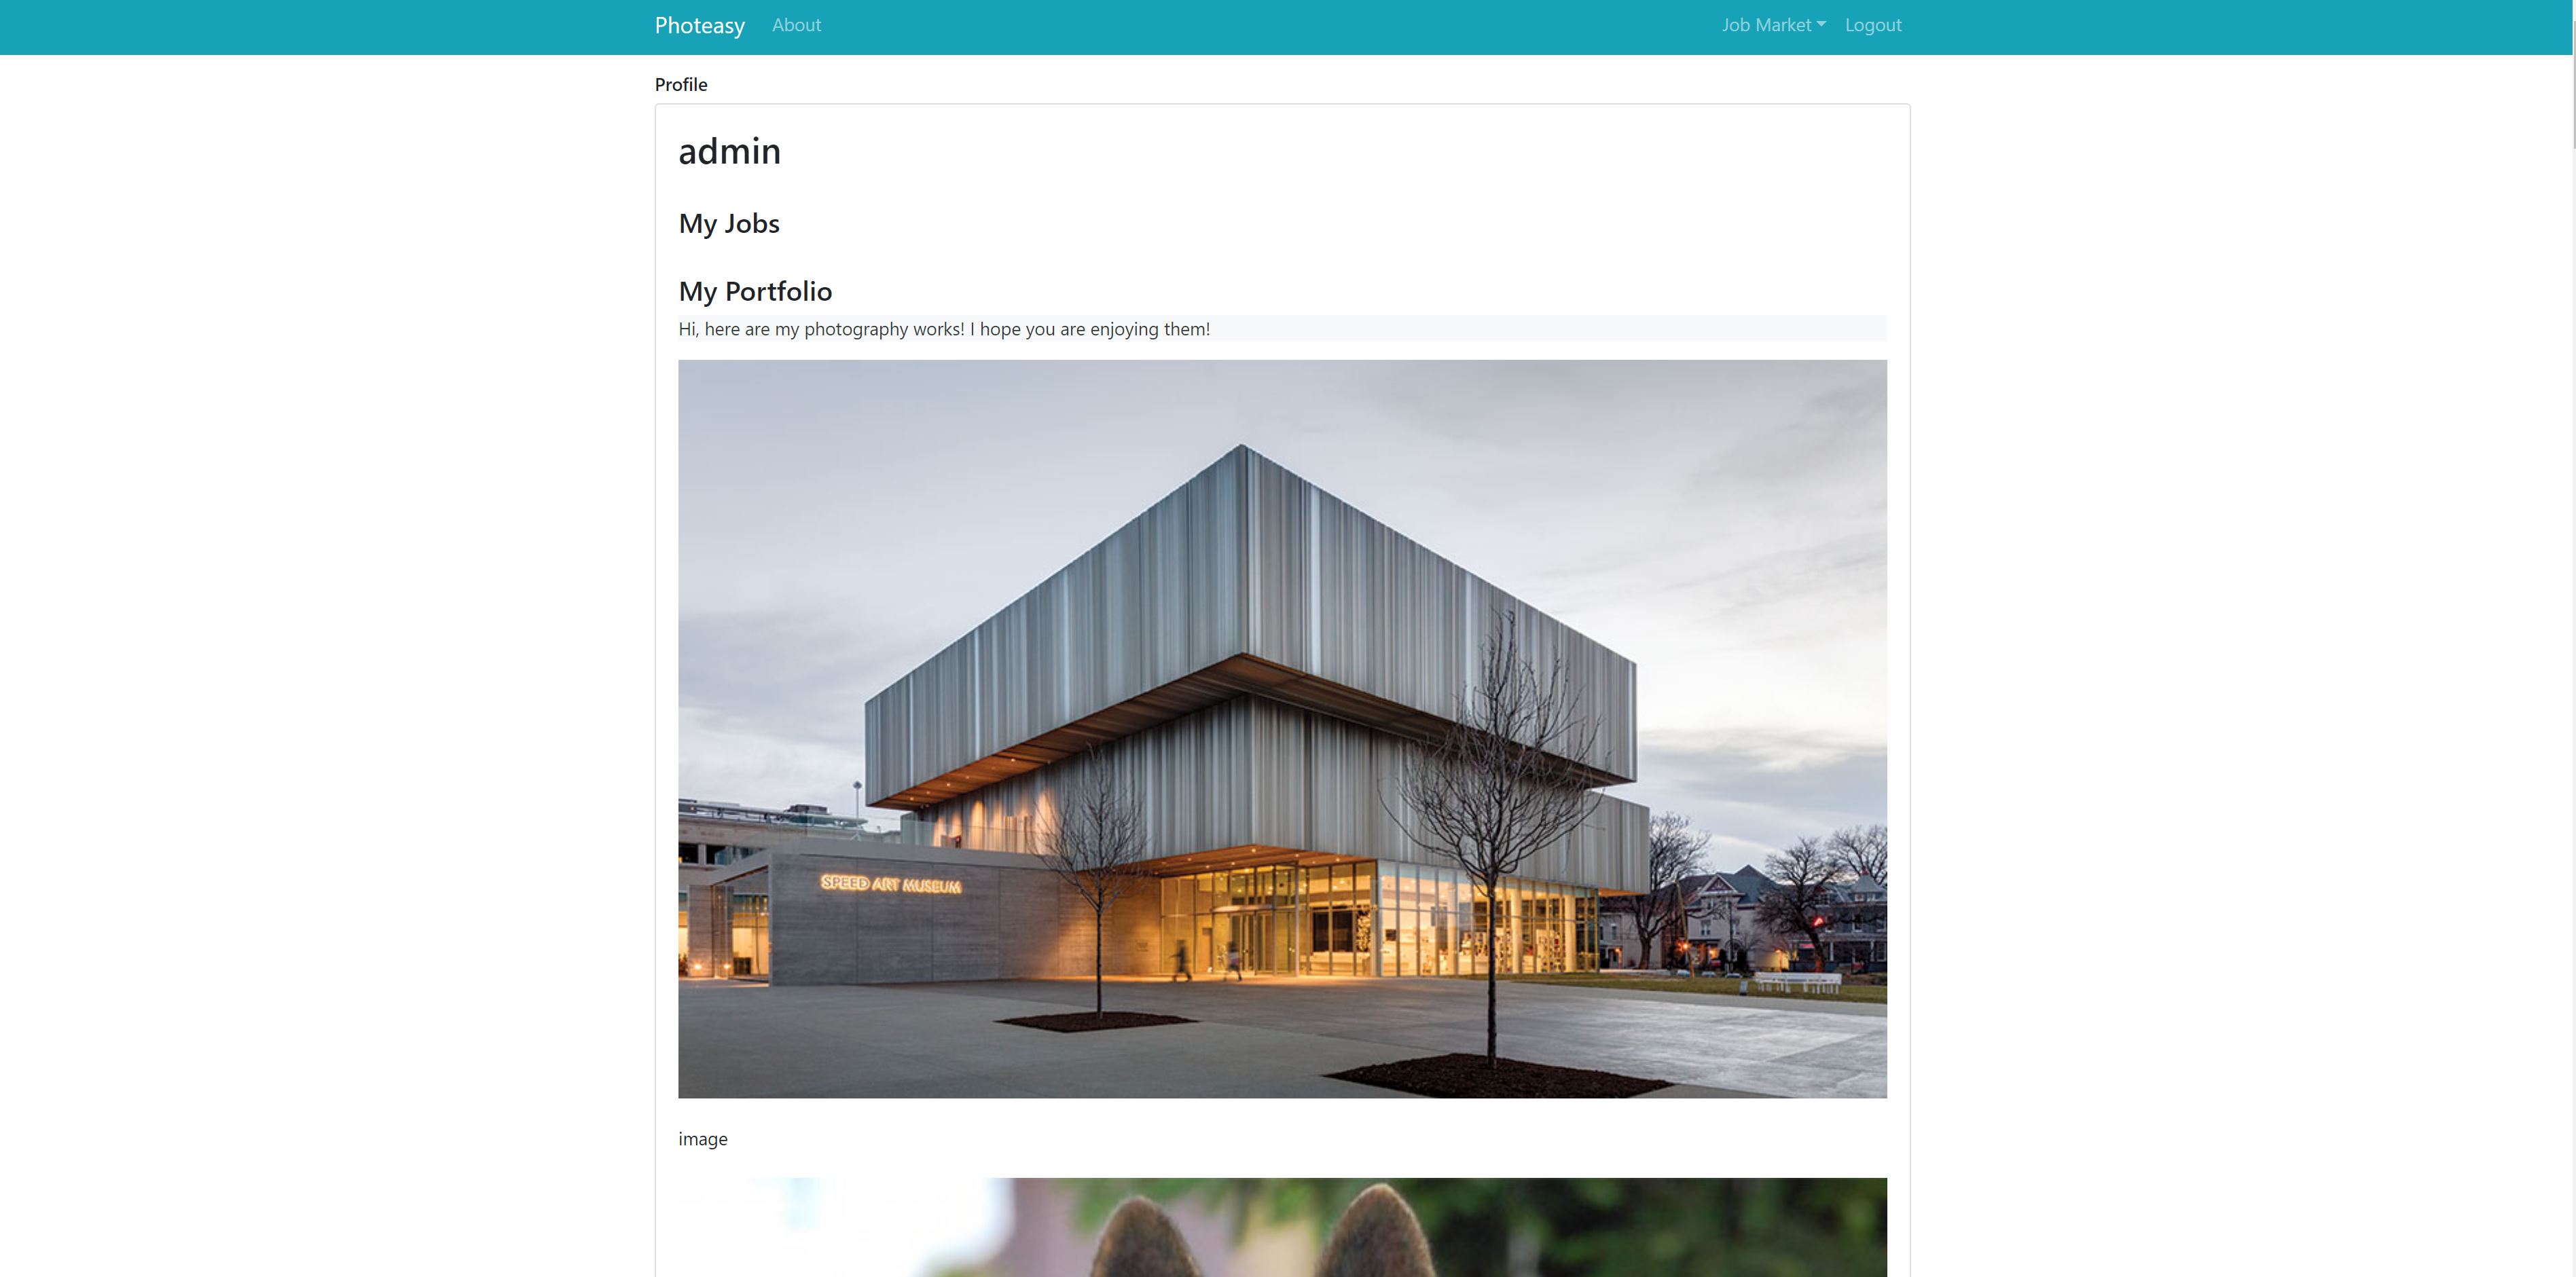 Photeasy About Job Market Logout
Profile
admin
My Jobs
My Portfolio
Hi, here are my photography works! I hope you are enjoying them!
SPEED ART MUSEUM
image